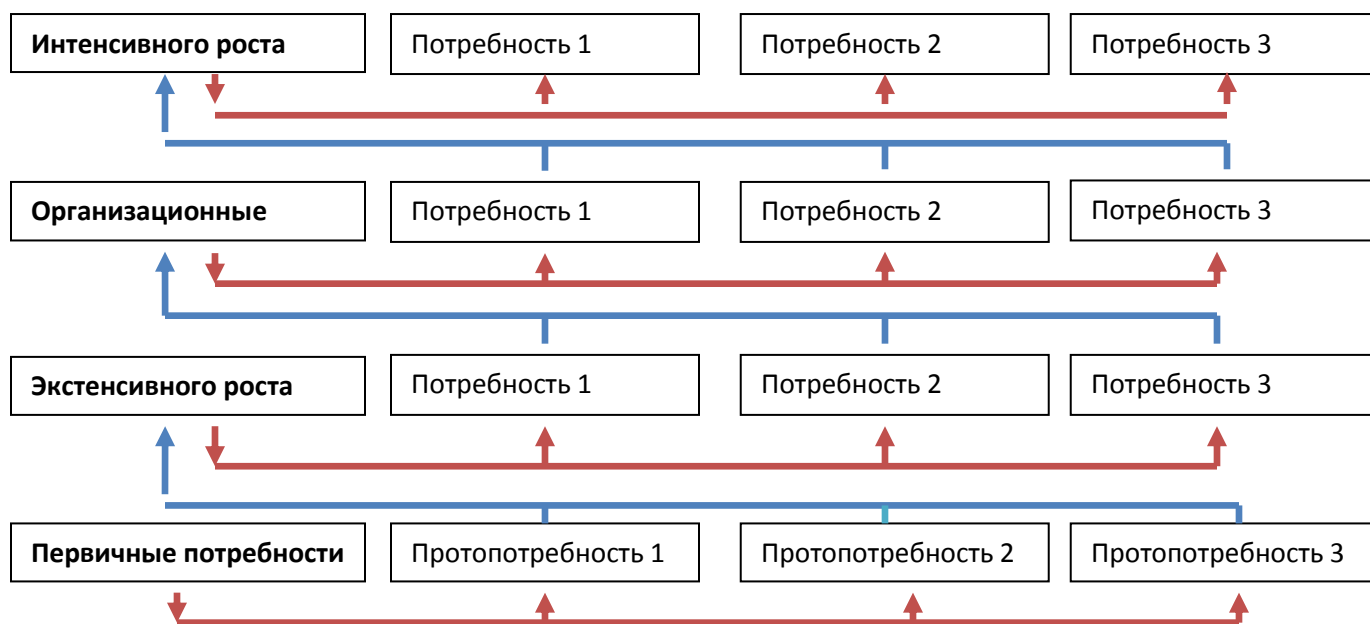 Интенсивного роста
Потребность 1
Потребность 2
Потребность 3
Организационные
Потребность 1
Потребность 2
Потребность 3
Экстенсивного роста
Потребность 1
Потребность 2
Потребность 3
Первичные потребности
Протопотребность 1
Протопотребность 2
Протопотребность 3